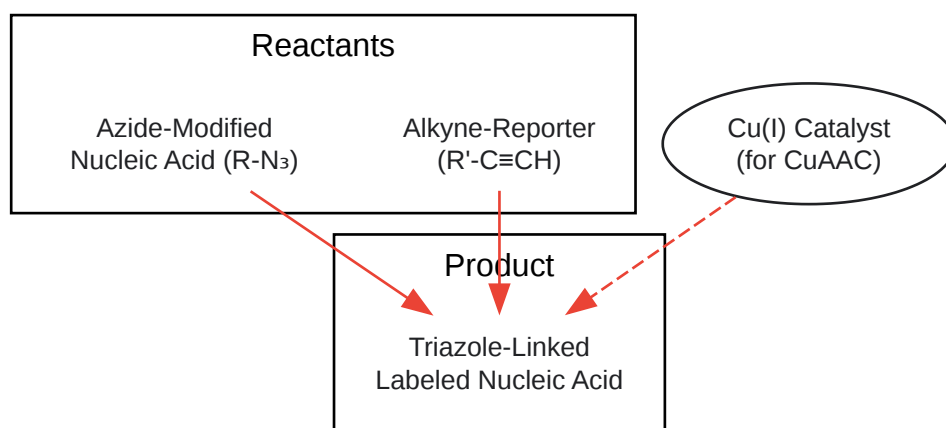 Reactants
Azide-Modified
Nucleic Acid (R-N₃)
Alkyne-Reporter
(R'-C≡CH)
Cu(I) Catalyst
(for CuAAC)
Product
Triazole-Linked
Labeled Nucleic Acid